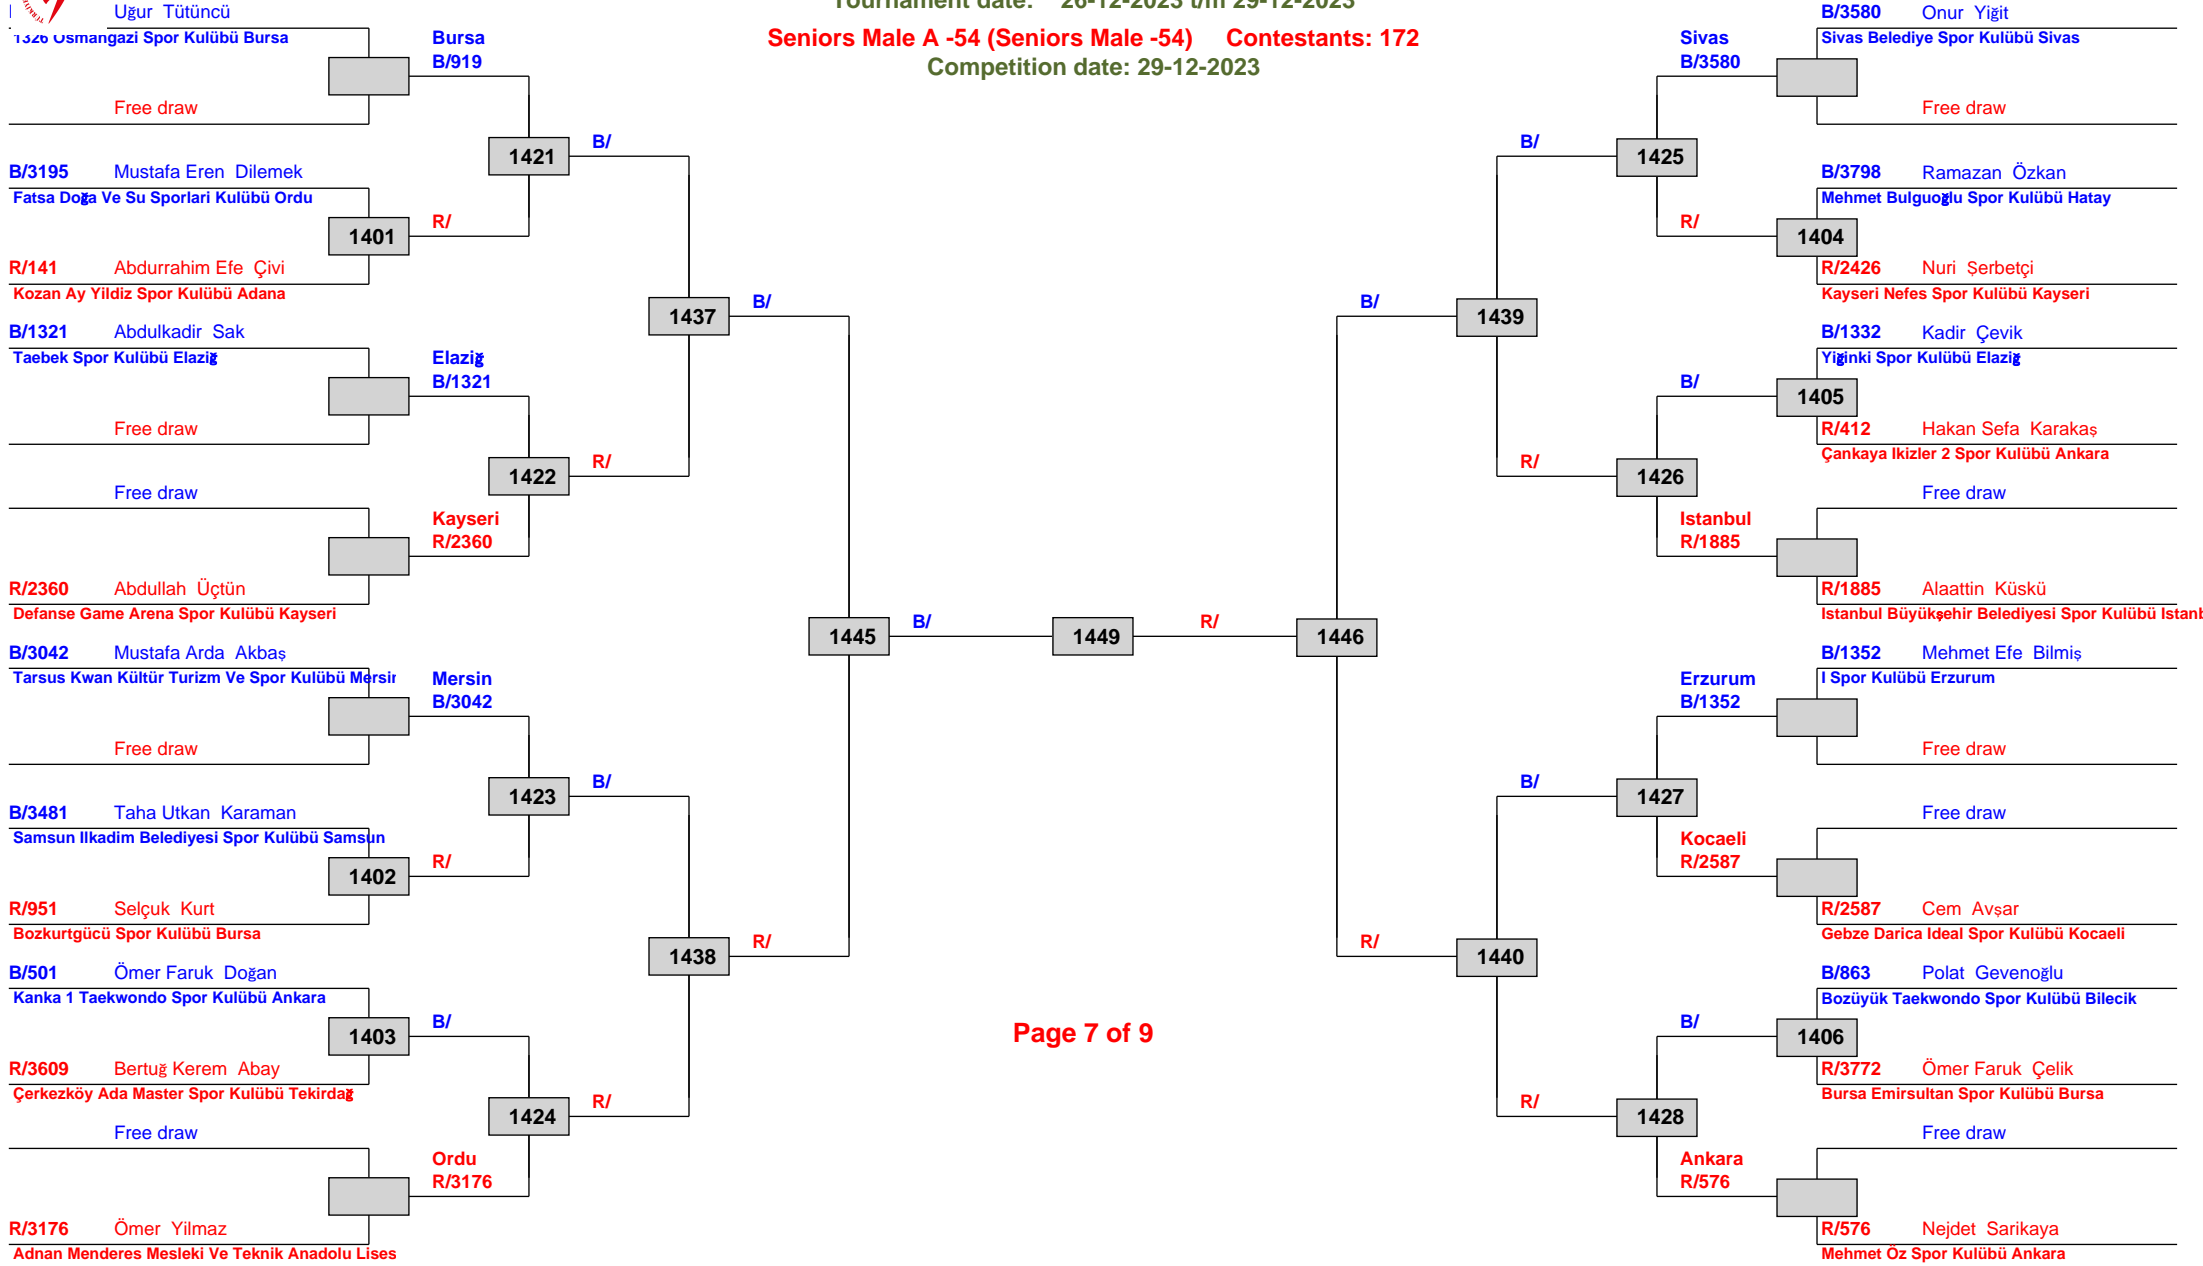 Tournament date: 26-12-2023 t/m 29-12-2023
Seniors Male A -54 (Seniors Male -54) Contestants: 172
Competition date: 29-12-2023
Uğur Tütüncü
1326 Osmangazi Spor Kulübü Bursa
Bursa
B/919
Free draw
1421
B/
B/3195 Mustafa Eren Dilemek
Fatsa Doğa Ve Su Sporlari Kulübü Ordu
1401
R/
R/141 Abdurrahim Efe Çivi
Kozan Ay Yildiz Spor Kulübü Adana
1437
B/
B/1321 Abdulkadir Sak
Taebek Spor Kulübü Elaziğ
Elaziğ
B/1321
Free draw
1422
R/
Free draw
Kayseri
R/2360
R/2360 Abdullah Üçtün
Defanse Game Arena Spor Kulübü Kayseri
1445
B/
B/3042 Mustafa Arda Akbaş
Tarsus Kwan Kültür Turizm Ve Spor Kulübü Mersin
Mersin
B/3042
Free draw
1423
B/
B/3481 Taha Utkan Karaman
Samsun Ilkadim Belediyesi Spor Kulübü Samsun
1402
R/
R/951 Selçuk Kurt
Bozkurtgücü Spor Kulübü Bursa
1438
R/
B/501 Ömer Faruk Doğan
Kanka 1 Taekwondo Spor Kulübü Ankara
1403
B/
R/3609 Bertuğ Kerem Abay
Çerkezköy Ada Master Spor Kulübü Tekirdağ
1424
R/
Free draw
Ordu
R/3176
R/3176 Ömer Yilmaz
Adnan Menderes Mesleki Ve Teknik Anadolu Lises
1449
R/
Page 7 of 9
B/3580 Onur Yiğit
Sivas Belediye Spor Kulübü Sivas
Sivas
B/3580
Free draw
B/
1425
B/3798 Ramazan Özkan
Mehmet Bulguoğlu Spor Kulübü Hatay
R/
1404
R/2426 Nuri Şerbetçi
Kayseri Nefes Spor Kulübü Kayseri
B/
1439
B/1332 Kadir Çevik
Yiğinki Spor Kulübü Elaziğ
B/
1405
R/412 Hakan Sefa Karakaş
Çankaya Ikizler 2 Spor Kulübü Ankara
R/
1426
Free draw
Istanbul
R/1885
R/1885 Alaattin Küskü
Istanbul Büyükşehir Belediyesi Spor Kulübü Istanb
1446
B/1352 Mehmet Efe Bilmiş
I Spor Kulübü Erzurum
Erzurum
B/1352
Free draw
B/
1427
Free draw
Kocaeli
R/2587
R/2587 Cem Avşar
Gebze Darica Ideal Spor Kulübü Kocaeli
R/
1440
B/863 Polat Gevenoğlu
Bozüyük Taekwondo Spor Kulübü Bilecik
B/
1406
R/3772 Ömer Faruk Çelik
Bursa Emirsultan Spor Kulübü Bursa
R/
1428
Free draw
Ankara
R/576
R/576 Nejdet Sarikaya
Mehmet Öz Spor Kulübü Ankara